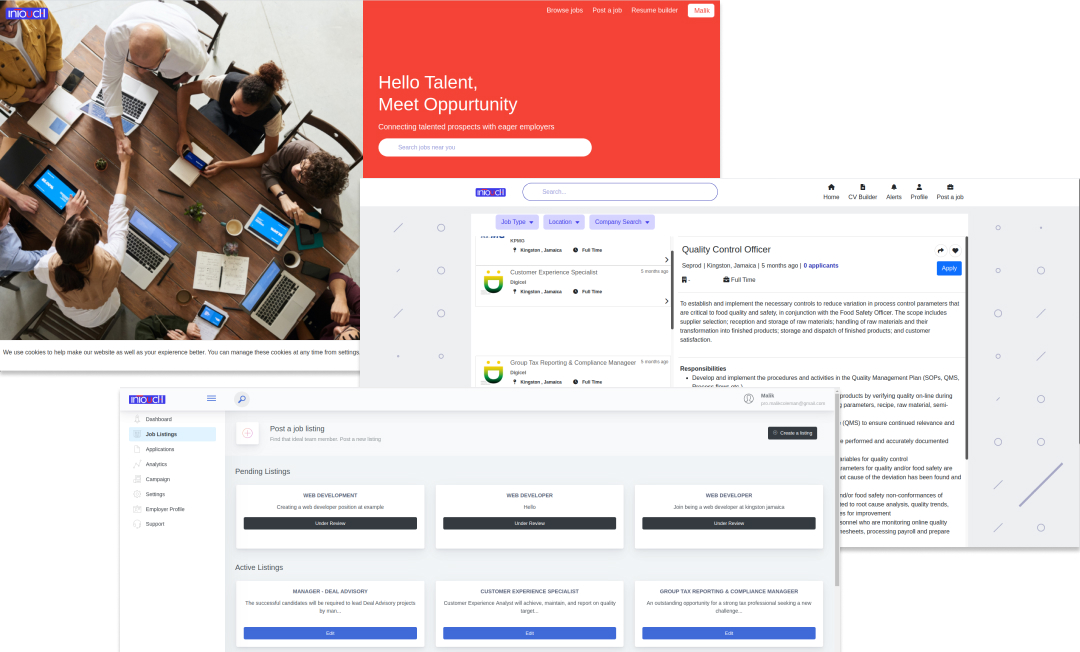 Browse jobs
Post a job
Resume builder
Malik
Hello Talent,
Meet Oppurtunity
Connecting talented prospects with eager employers
Search jobs near you
We use cookies to help make our website as well as your expierence better. You can manage these cookies at any time from settings
Search...
Home
CV Builder
Alerts
Profile
Post a job
Job Type
Location
Company Search
KPMG
Kingston , Jamaica
Full Time
Customer Experience Specialist
5 months ago
Digicel
Kingston , Jamaica
Full Time
Group Tax Reporting & Compliance Manageer
5 months ago
Digicel
Kingston , Jamaica
Full Time
Quality Control Officer
Seprod | Kingston, Jamaica | 5 months ago | 0 applicants
Apply
-
Full Time
To establish and implement the necessary controls to reduce variation in process control parameters that
are critical to food quality and safety, in conjunction with the Food Safety Officer. The scope includes
supplier selection; reception and storage of raw materials; handling of raw materials and their
transformation into finished products; storage and dispatch of finished products; and customer
satisfaction.
Responsibilities
Develop and implement the procedures and activities in the Quality Management Plan (SOPs, QMS,
products by verifying quality on-line during
parameters, recipe, raw material, semi-
(QMS) to ensure continued relevance and
e performed and accurately documented
ariables for quality control
rameters for quality and/or food safety are
ot cause of the deviation has been found and
nd/or food safety non-conformances of
ted to root cause analysis, quality trends,
es for improvement
sonnel who are monitoring online quality
mesheets, processing payroll and prepare
Malik
Dashboard
Job Listings
Applications
Analytics
Campaign
Settings
Employer Profile
Support
Post a job listing
Find that ideal team member. Post a new listing
Create a listing
Pending Listings
WEB DEVELOPMENT
Creating a web developer position at example
Under Review
WEB DEVELOPER
Hello
Under Review
WEB DEVELOPER
Join being a web developer at kingston jamaica
Under Review
Active Listings
MANAGER - DEAL ADVISORY
The successful candidates will be required to lead Deal Advisory projects
by man...
Edit
CUSTOMER EXPERIENCE SPECIALIST
Customer Experience Analyst will achieve, maintain, and report on quality
target...
Edit
GROUP TAX REPORTING & COMPLIANCE MANAGEER
An outstanding opportunity for a strong tax professional seeking a new
challenge...
Edit